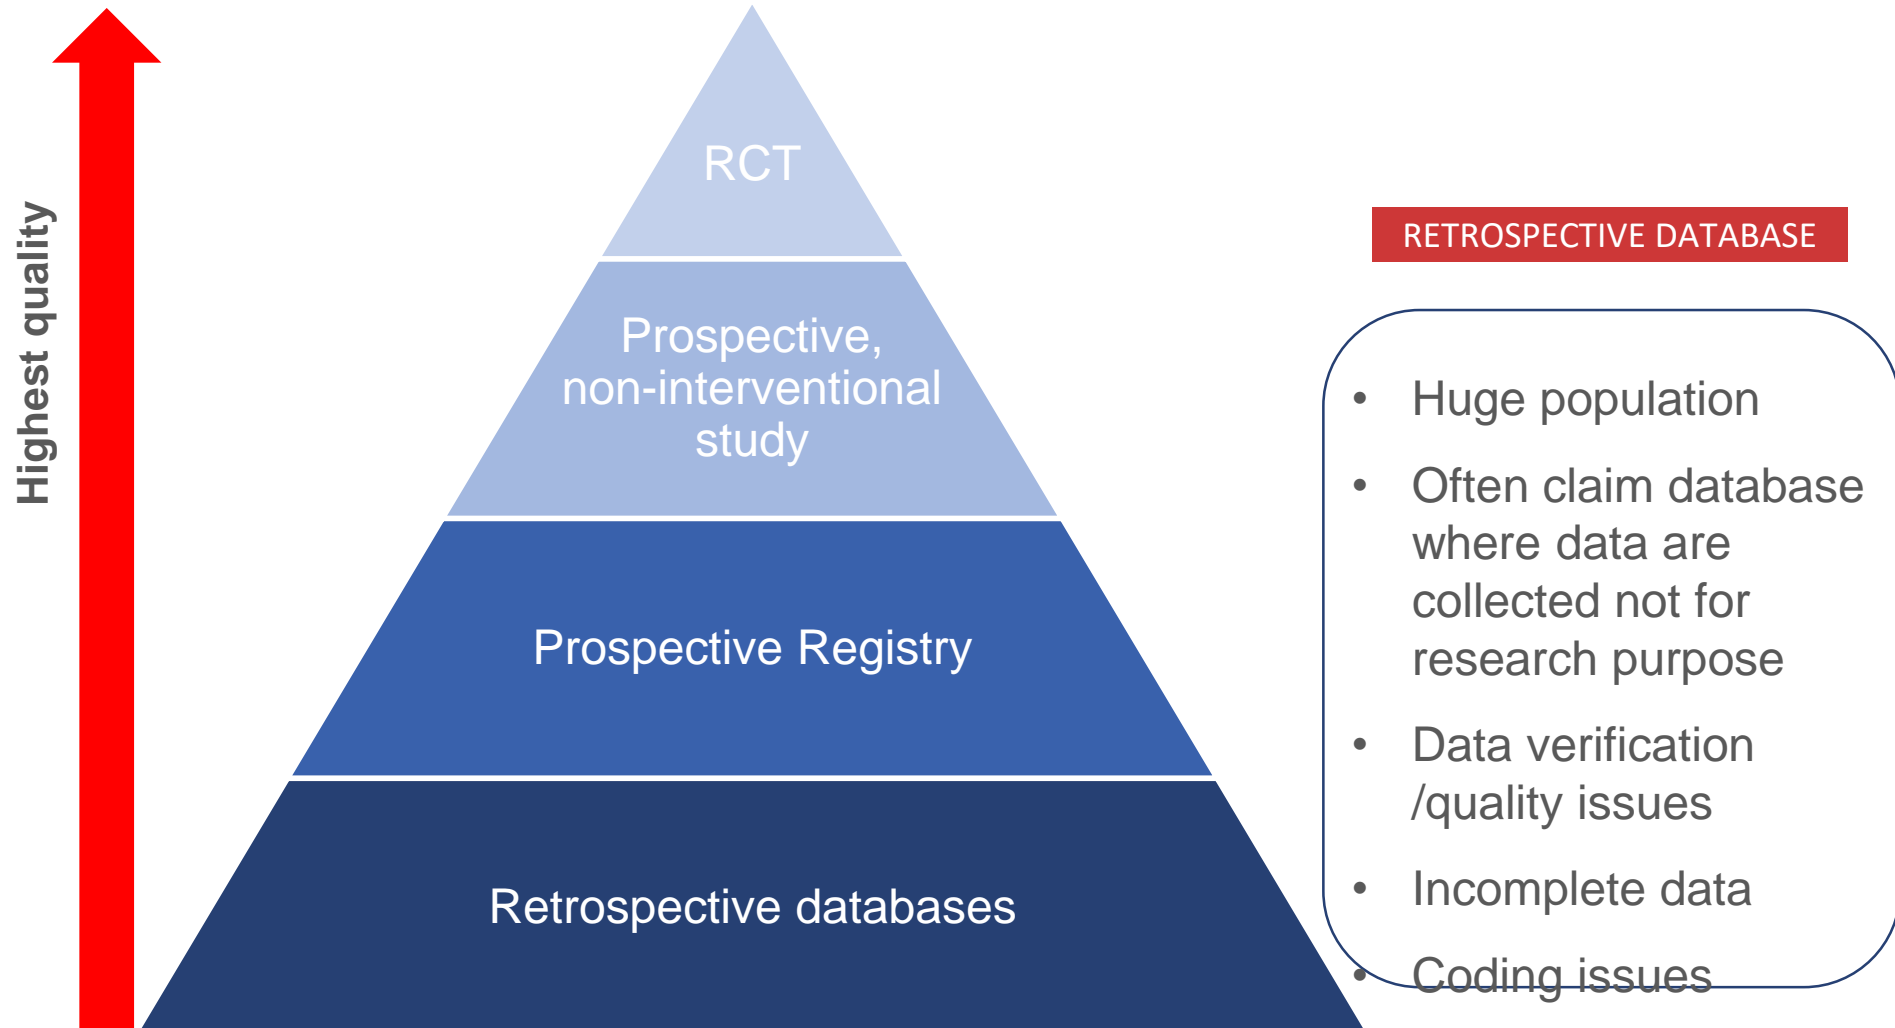 Highest quality
RCT
Prospective,
non-interventional
study
Prospective Registry
Retrospective databases
RETROSPECTIVE DATABASE
• Huge population
• Often claim database
where data are
collected not for
research purpose
• Data verification
/quality issues
• Incomplete data
• Coding issues